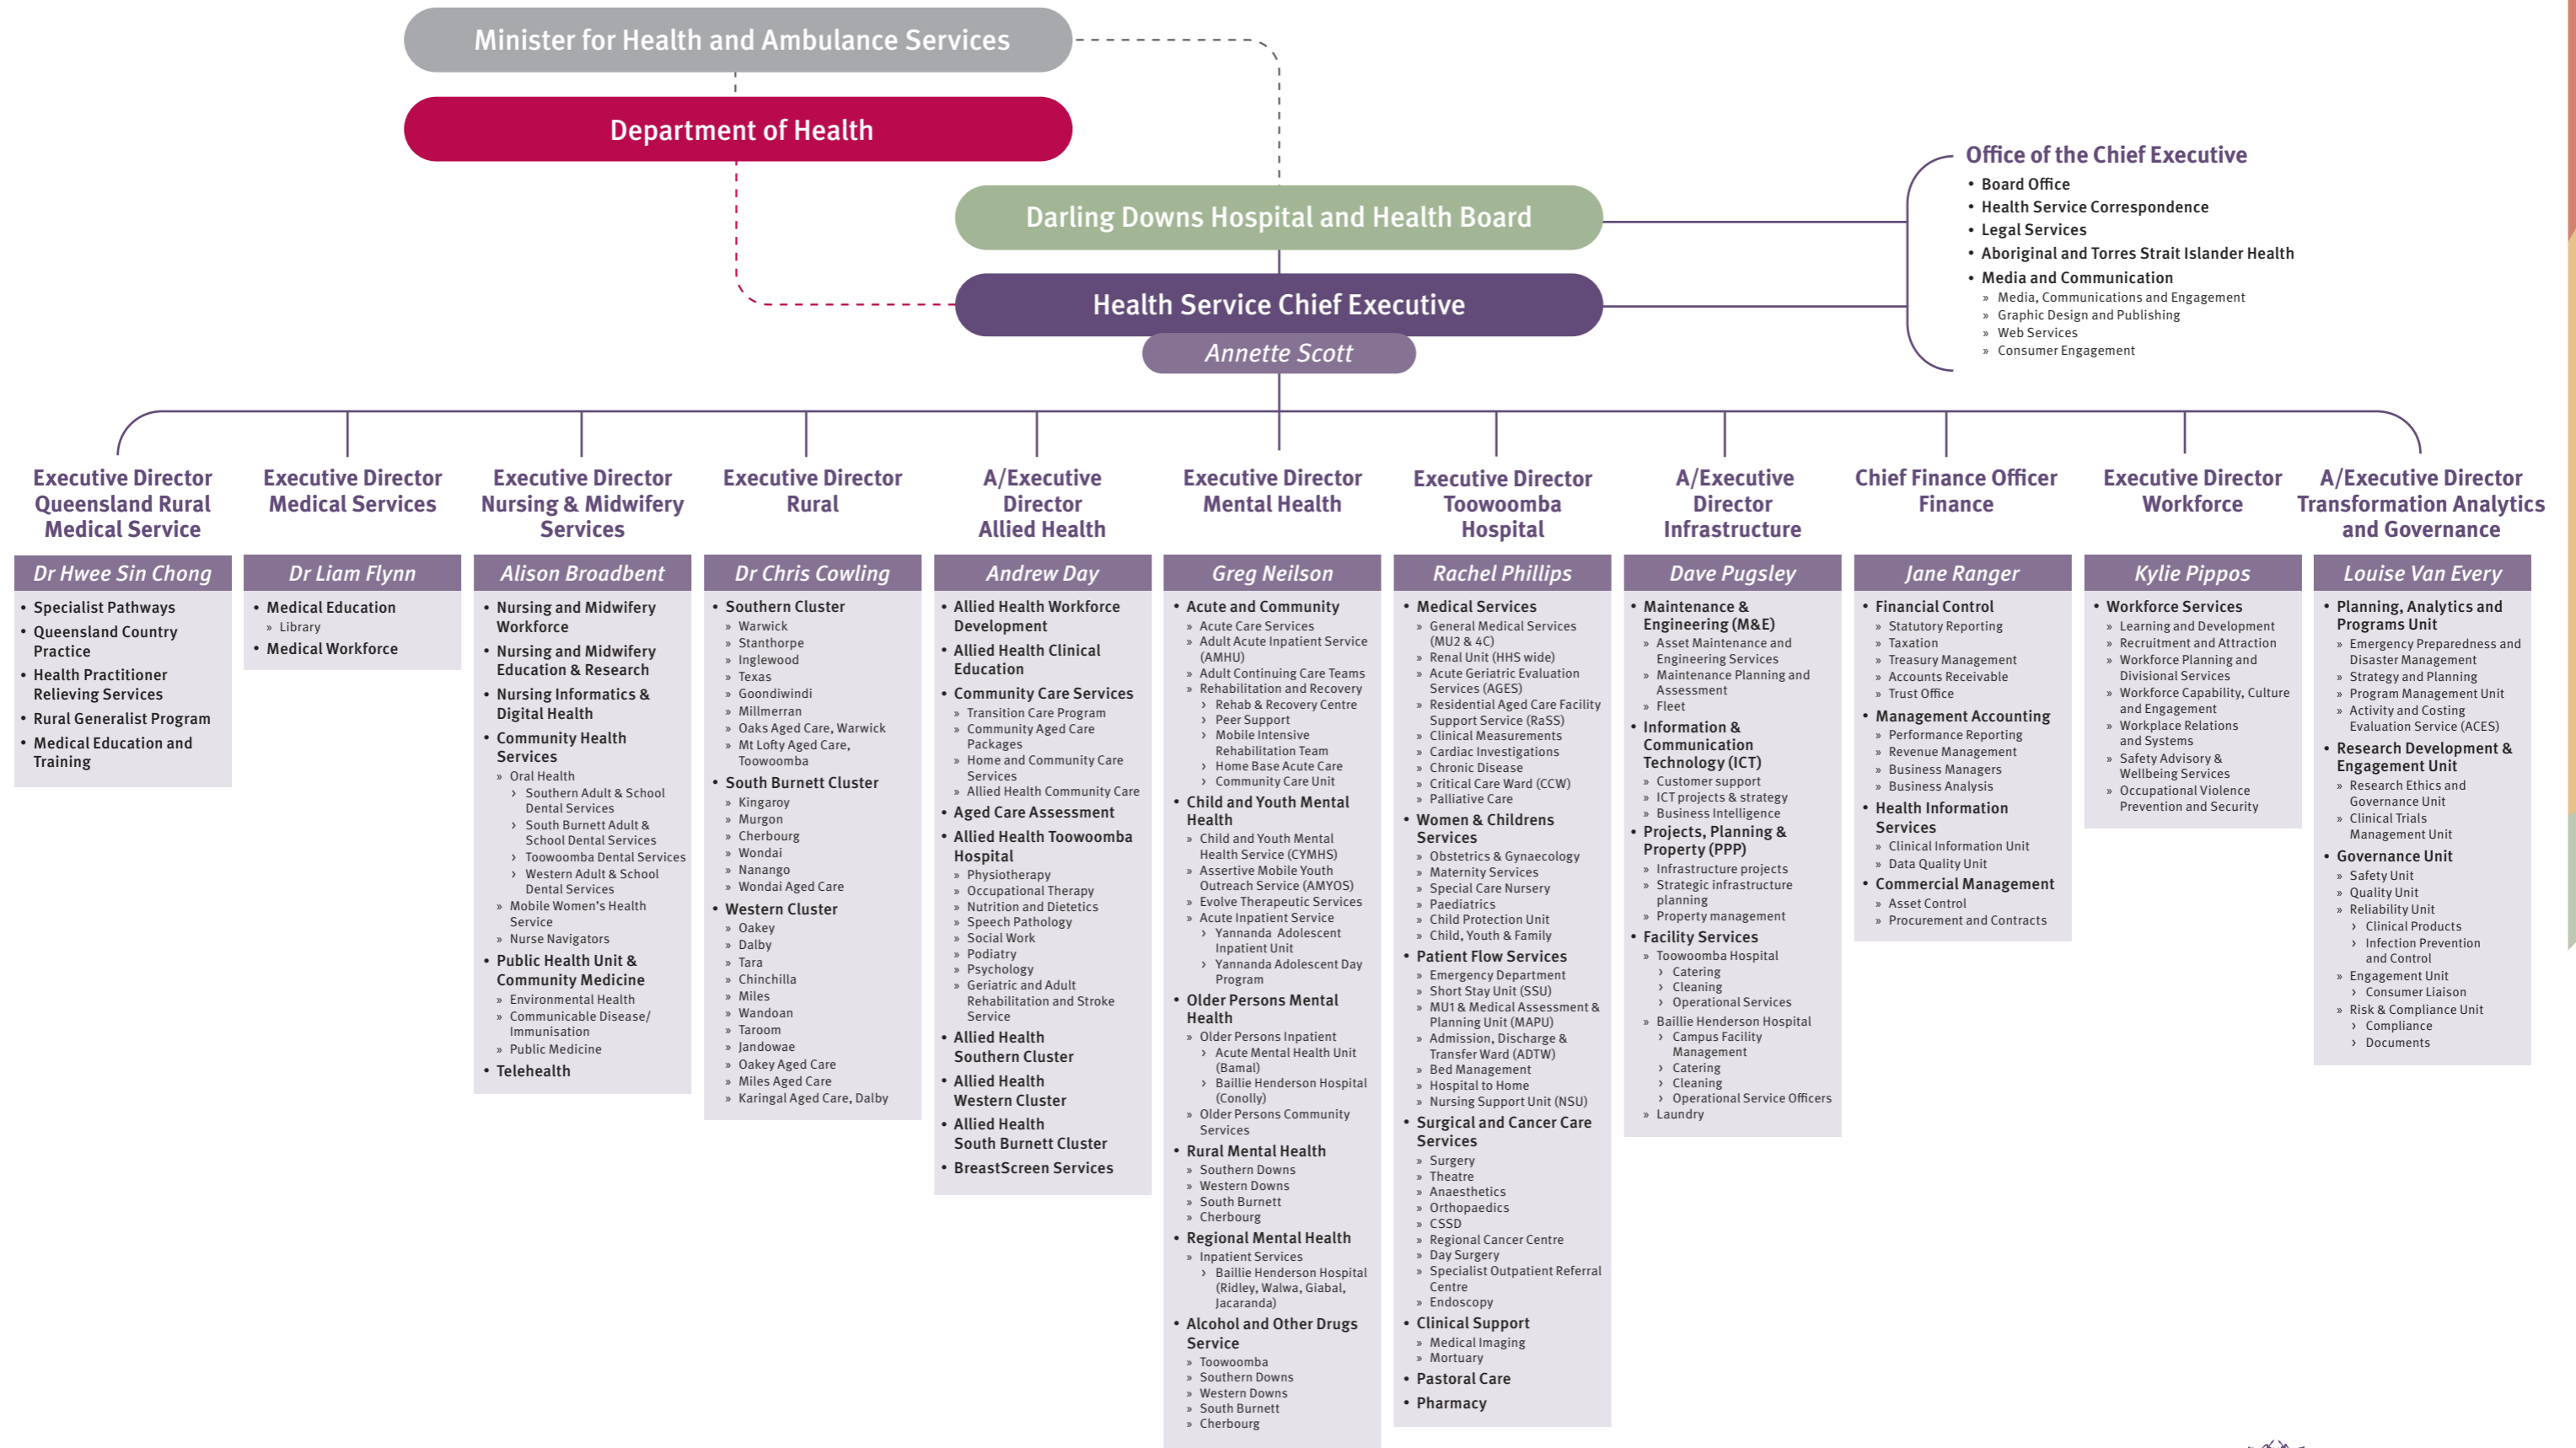 Minister for Health and Ambulance Services
Department of Health
Darling Downs Hospital and Health Board
Health Service Chief Executive
Annette Scott
Office of the Chief Executive
• Board Office
• Health Service Correspondence
• Legal Services
• Aboriginal and Torres Strait Islander Health
• Media and Communication
» Media, Communications and Engagement
» Graphic Design and Publishing
» Web Services
» Consumer Engagement
Executive Director
Queensland Rural
Medical Service
Dr Hwee Sin Chong
• Specialist Pathways
• Queensland Country
Practice
• Health Practitioner
Relieving Services
• Rural Generalist Program
• Medical Education and
Training
Executive Director
Medical Services
Dr Liam Flynn
• Medical Education
» Library
• Medical Workforce
Executive Director
Nursing & Midwifery
Services
Alison Broadbent
• Nursing and Midwifery
Workforce
• Nursing and Midwifery
Education & Research
• Nursing Informatics &
Digital Health
• Community Health
Services
» Oral Health
› Southern Adult & School
Dental Services
› South Burnett Adult &
School Dental Services
› Toowoomba Dental Services
› Western Adult & School
Dental Services
» Mobile Women’s Health
Service
» Nurse Navigators
• Public Health Unit &
Community Medicine
» Environmental Health
» Communicable Disease/
Immunisation
» Public Medicine
• Telehealth
Executive Director
Rural
Dr Chris Cowling
• Southern Cluster
» Warwick
» Stanthorpe
» Inglewood
» Texas
» Goondiwindi
» Millmerran
» Oaks Aged Care, Warwick
» Mt Lofty Aged Care,
Toowoomba
• South Burnett Cluster
» Kingaroy
» Murgon
» Cherbourg
» Wondai
» Nanango
» Wondai Aged Care
• Western Cluster
» Oakey
» Dalby
» Tara
» Chinchilla
» Miles
» Wandoan
» Taroom
» Jandowae
» Oakey Aged Care
» Miles Aged Care
» Karingal Aged Care, Dalby
A/Executive
Director
Allied Health
Andrew Day
• Allied Health Workforce
Development
• Allied Health Clinical
Education
• Community Care Services
» Transition Care Program
» Community Aged Care
Packages
» Home and Community Care
Services
» Allied Health Community Care
• Aged Care Assessment
• Allied Health Toowoomba
Hospital
» Physiotherapy
» Occupational Therapy
» Nutrition and Dietetics
» Speech Pathology
» Social Work
» Podiatry
» Psychology
» Geriatric and Adult
Rehabilitation and Stroke
Service
• Allied Health
Southern Cluster
• Allied Health
Western Cluster
• Allied Health
South Burnett Cluster
• BreastScreen Services
Executive Director
Mental Health
Greg Neilson
• Acute and Community
» Acute Care Services
» Adult Acute Inpatient Service
(AMHU)
» Adult Continuing Care Teams
» Rehabilitation and Recovery
› Rehab & Recovery Centre
› Peer Support
› Mobile Intensive
Rehabilitation Team
› Home Base Acute Care
› Community Care Unit
• Child and Youth Mental
Health
» Child and Youth Mental
Health Service (CYMHS)
» Assertive Mobile Youth
Outreach Service (AMYOS)
» Evolve Therapeutic Services
» Acute Inpatient Service
› Yannanda Adolescent
Inpatient Unit
› Yannanda Adolescent Day
Program
• Older Persons Mental
Health
» Older Persons Inpatient
› Acute Mental Health Unit
(Bamal)
› Baillie Henderson Hospital
(Conolly)
» Older Persons Community
Services
• Rural Mental Health
» Southern Downs
» Western Downs
» South Burnett
» Cherbourg
• Regional Mental Health
» Inpatient Services
› Baillie Henderson Hospital
(Ridley, Walwa, Giabal,
Jacaranda)
• Alcohol and Other Drugs
Service
» Toowoomba
» Southern Downs
» Western Downs
» South Burnett
» Cherbourg
Executive Director
Toowoomba
Hospital
Rachel Phillips
• Medical Services
» General Medical Services
(MU2 & 4C)
» Renal Unit (HHS wide)
» Acute Geriatric Evaluation
Services (AGES)
» Residential Aged Care Facility
Support Service (RaSS)
» Clinical Measurements
» Cardiac Investigations
» Chronic Disease
» Critical Care Ward (CCW)
» Palliative Care
• Women & Childrens
Services
» Obstetrics & Gynaecology
» Maternity Services
» Special Care Nursery
» Paediatrics
» Child Protection Unit
» Child, Youth & Family
• Patient Flow Services
» Emergency Department
» Short Stay Unit (SSU)
» MU1 & Medical Assessment &
Planning Unit (MAPU)
» Admission, Discharge &
Transfer Ward (ADTW)
» Bed Management
» Hospital to Home
» Nursing Support Unit (NSU)
• Surgical and Cancer Care
Services
» Surgery
» Theatre
» Anaesthetics
» Orthopaedics
» CSSD
» Regional Cancer Centre
» Day Surgery
» Specialist Outpatient Referral
Centre
» Endoscopy
• Clinical Support
» Medical Imaging
» Mortuary
• Pastoral Care
• Pharmacy
A/Executive
Director
Infrastructure
Dave Pugsley
• Maintenance &
Engineering (M&E)
» Asset Maintenance and
Engineering Services
» Maintenance Planning and
Assessment
» Fleet
• Information &
Communication
Technology (ICT)
» Customer support
» ICT projects & strategy
» Business Intelligence
• Projects, Planning &
Property (PPP)
» Infrastructure projects
» Strategic infrastructure
planning
» Property management
• Facility Services
» Toowoomba Hospital
› Catering
› Cleaning
› Operational Services
» Baillie Henderson Hospital
› Campus Facility
Management
› Catering
› Cleaning
› Operational Service Officers
» Laundry
Chief Finance Officer
Finance
Jane Ranger
• Financial Control
» Statutory Reporting
» Taxation
» Treasury Management
» Accounts Receivable
» Trust Office
• Management Accounting
» Performance Reporting
» Revenue Management
» Business Managers
» Business Analysis
• Health Information
Services
» Clinical Information Unit
» Data Quality Unit
• Commercial Management
» Asset Control
» Procurement and Contracts
Executive Director
Workforce
Kylie Pippos
• Workforce Services
» Learning and Development
» Recruitment and Attraction
» Workforce Planning and
Divisional Services
» Workforce Capability, Culture
and Engagement
» Workplace Relations
and Systems
» Safety Advisory &
Wellbeing Services
» Occupational Violence
Prevention and Security
A/Executive Director
Transformation Analytics
and Governance
Louise Van Every
• Planning, Analytics and
Programs Unit
» Emergency Preparedness and
Disaster Management
» Strategy and Planning
» Program Management Unit
» Activity and Costing
Evaluation Service (ACES)
• Research Development &
Engagement Unit
» Research Ethics and
Governance Unit
» Clinical Trials
Management Unit
• Governance Unit
» Safety Unit
» Quality Unit
» Reliability Unit
› Clinical Products
› Infection Prevention
and Control
» Engagement Unit
› Consumer Liaison
» Risk & Compliance Unit
› Compliance
› Documents